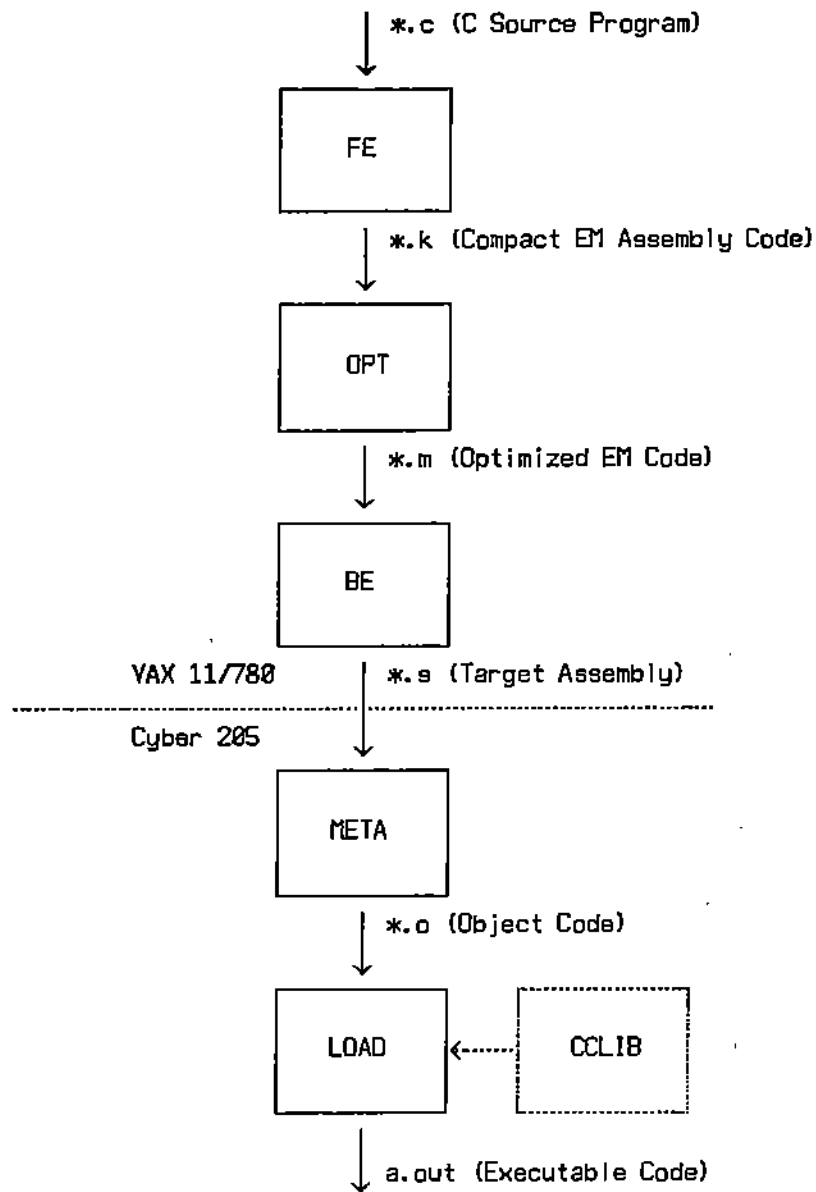 *.c (C Source Program)
FE
*.k (Compact EM Assembly Code)
OPT
*.m (Optimized EM Code)
BE
VAX 11/780
*.s (Target Assembly)
Cyber 205
META
*.o (Object Code)
LOAD
CCLIB
a.out (Executable Code)